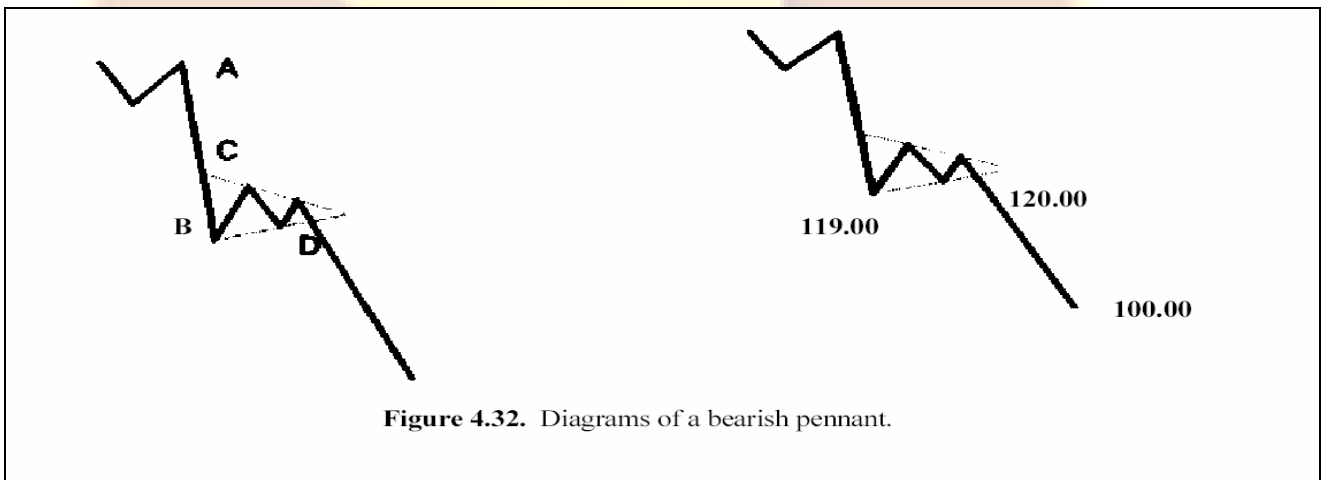 A
C
B
D
119.00
120.00
100.00
Figure 4.32. Diagrams of a bearish pennant.